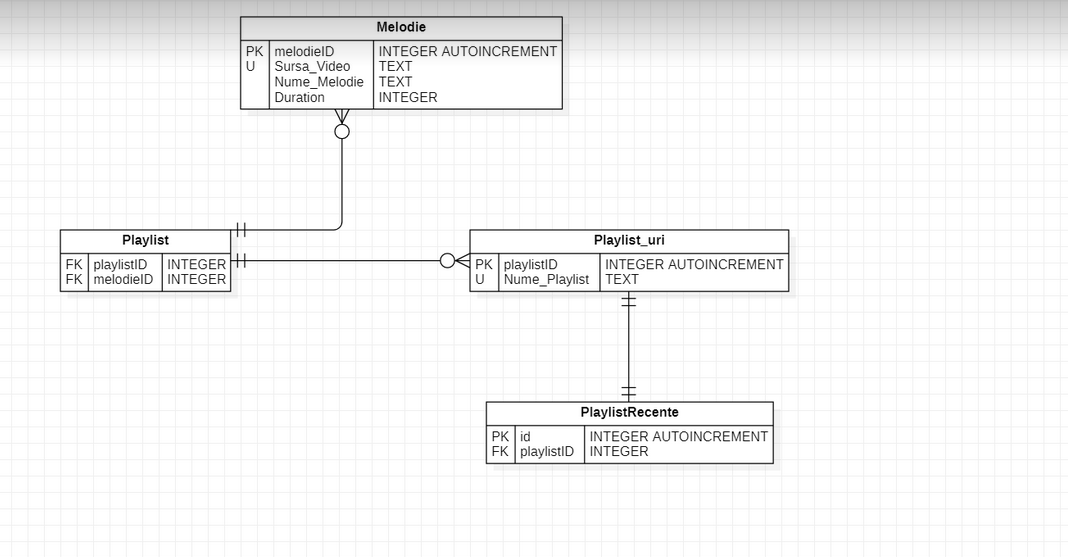 Melodie
PK melodieID INTEGER AUTOINCREMENT
U Sursa_Video TEXT
Nume_Melodie TEXT
Duration INTEGER
Playlist
FK playlistID INTEGER
FK melodieID INTEGER
Playlist_uri
PK playlistID INTEGER AUTOINCREMENT
U Nume_Playlist TEXT
PlaylistRecente
PK id INTEGER AUTOINCREMENT
FK playlistID INTEGER